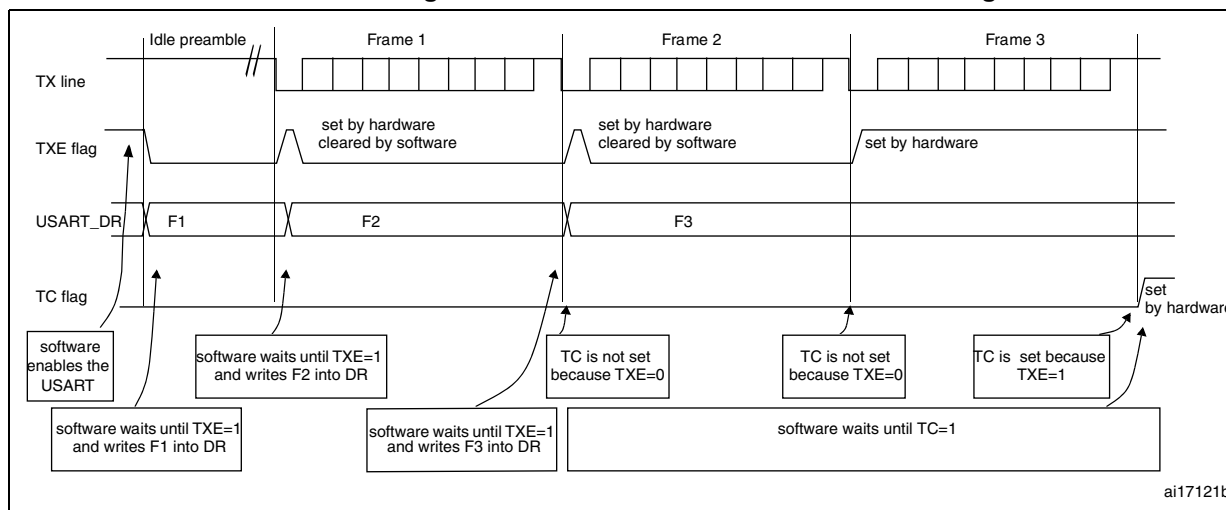 Idle preamble
Frame 1
Frame 2
Frame 3
TX line
TXE flag
set by hardware
cleared by software
set by hardware
cleared by software
set by hardware
USART_DR
F1
F2
F3
TC flag
set
by hardware
software
enables the
USART
software waits until TXE=1
and writes F1 into DR
software waits until TXE=1
and writes F2 into DR
software waits until TXE=1
and writes F3 into DR
TC is not set
because TXE=0
TC is not set
because TXE=0
TC is set because
TXE=1
software waits until TC=1
ai17121b